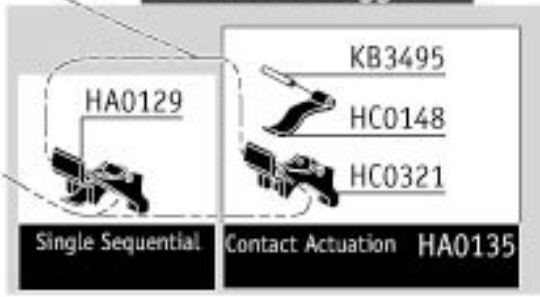 KB3495
HA0129
HC0148
HC0321
Single Sequential
Contact Actuation HA0135